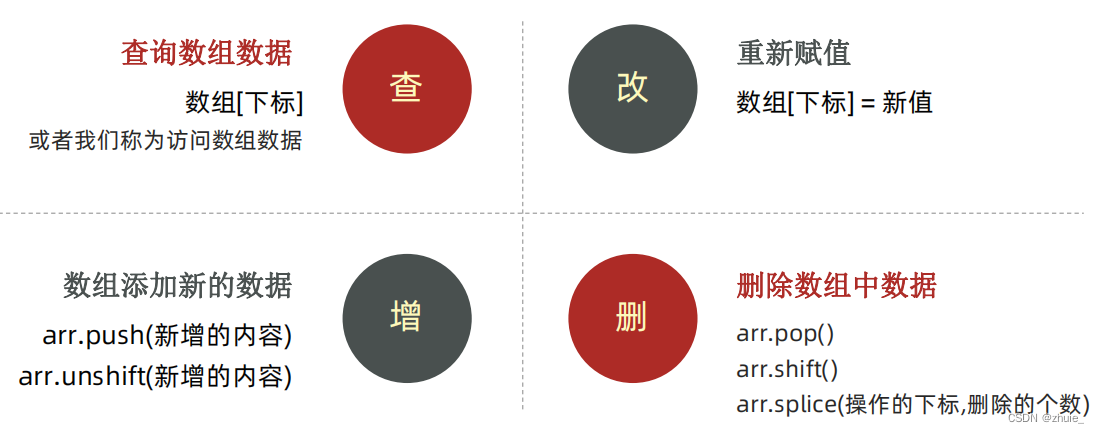 查询数组数据
数组[下标]
或者我们称为访问数组数据
查
改
重新赋值
数组[下标] = 新值
数组添加新的数据
arr.push(新增的内容)
arr.unshift(新增的内容)
增
删
删除数组中数据
arr.pop()
arr.shift()
arr.splice(操作的下标,删除的个数)
CSDN @zhuie_